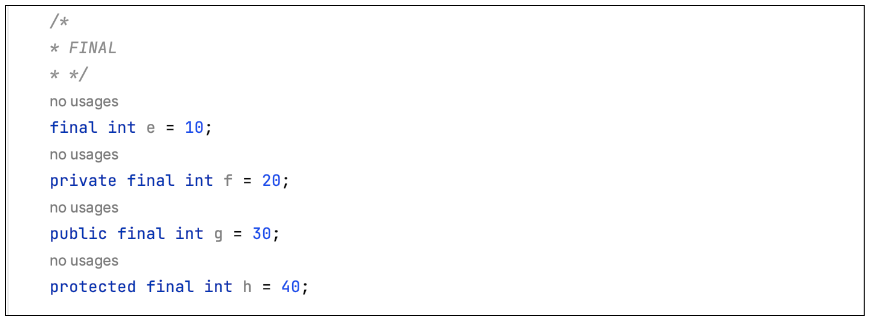 /*
* FINAL
* */
no usages
final int e = 10;
no usages
private final int f = 20;
no usages
public final int g = 30;
no usages
protected final int h = 40;